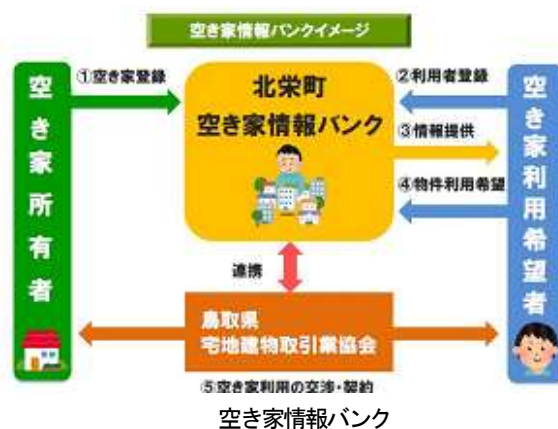 空き家情報バンクイメージ
空き家所有者
①空き家登録
北栄町
空き家情報バンク
②利用者登録
③情報提供
④物件利用希望
空き家利用希望者
連携
鳥取県
宅地建物取引業協会
⑤空き家利用の交渉・契約
空き家情報バンク